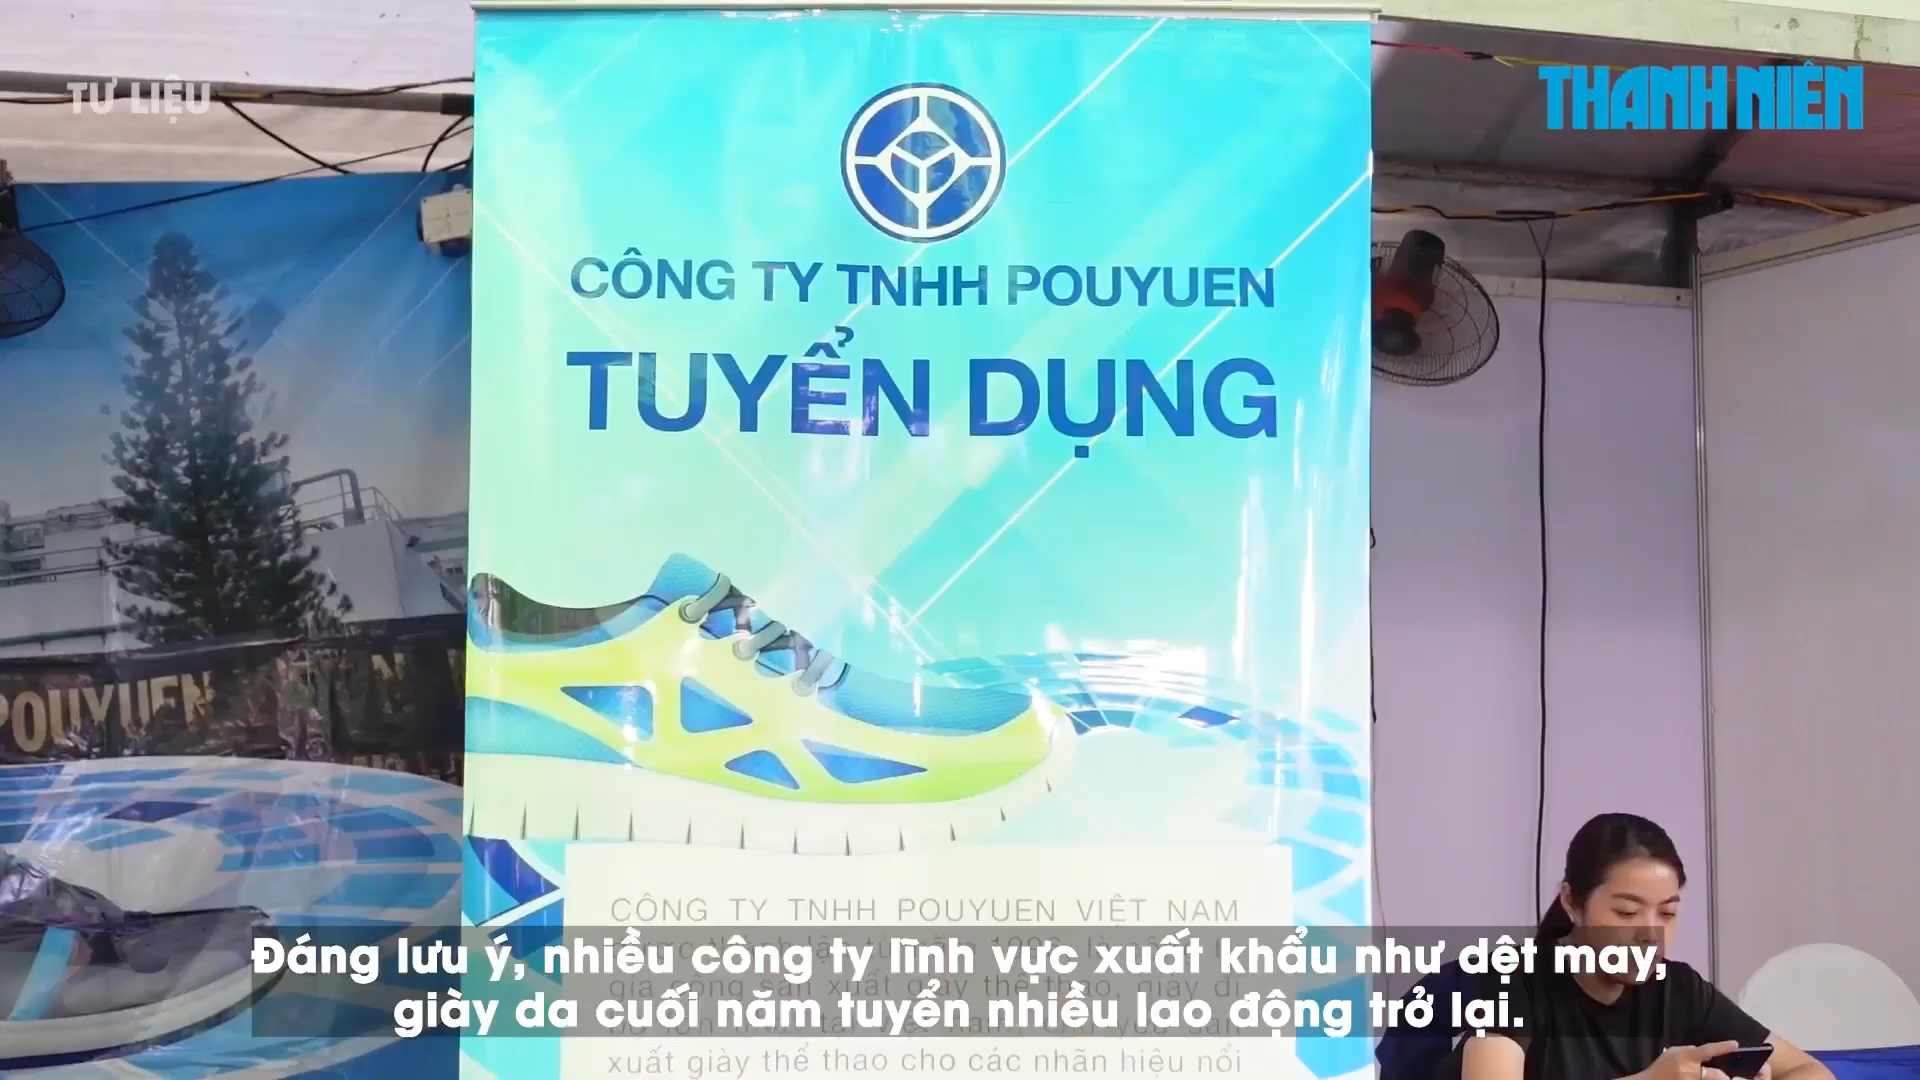 TƯ LIỆU
THANH NIÊN
CÔNG TY TNHH POUYUEN
TUYỂN DỤNG
POUYUEN
CÔNG TY TNHH POUYUEN VIỆT NAM
Đáng lưu ý, nhiều công ty lĩnh vực xuất khẩu như dệt may,
giày da cuối năm tuyển nhiều lao động trở lại.
xuất giày thể thao cho các nhãn hiệu nổi